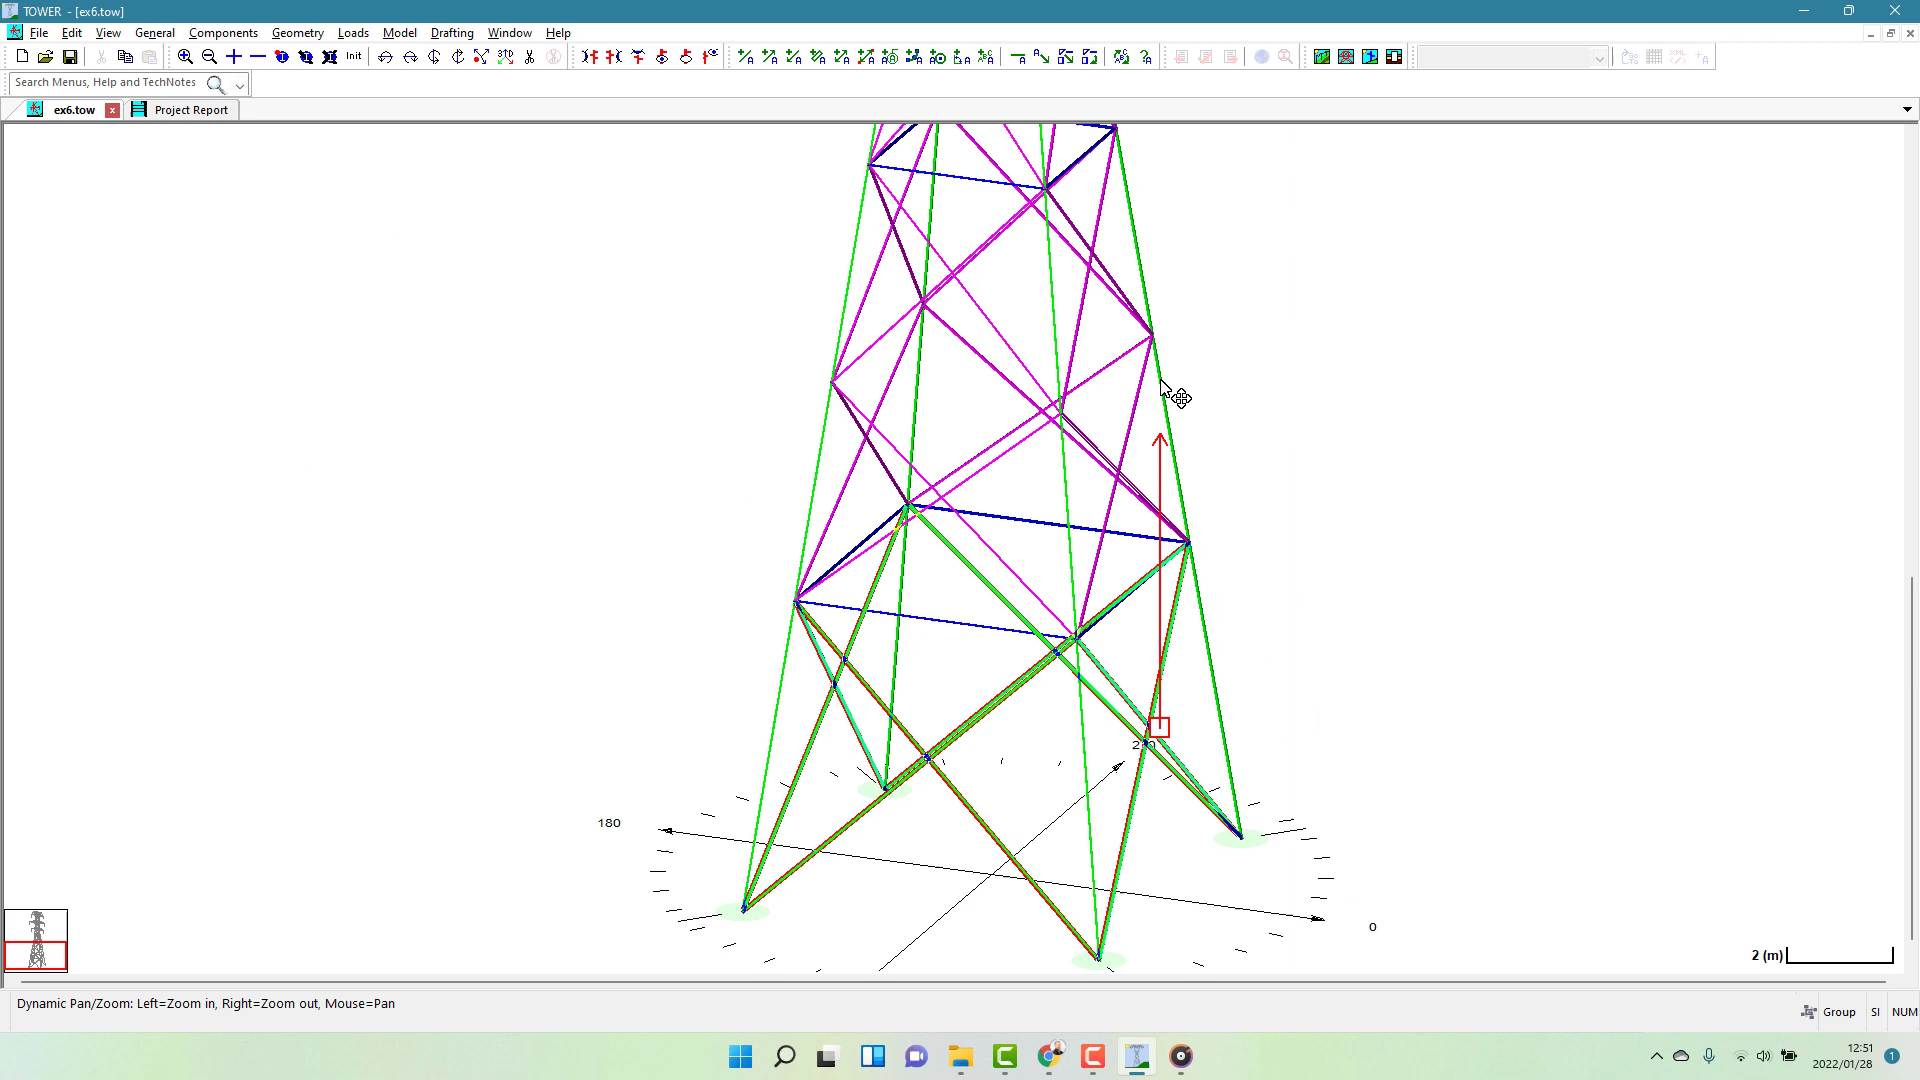 TOWER - [ex6.tow]
File Edit View General Components Geometry Loads Model Drafting Window Help
Init
Search Menus, Help and TechNotes
ex6.tow Project Report
180
0
2 (m)
Dynamic Pan/Zoom: Left=Zoom in, Right=Zoom out, Mouse=Pan
Group SI NUM
12:51
2022/01/28
1